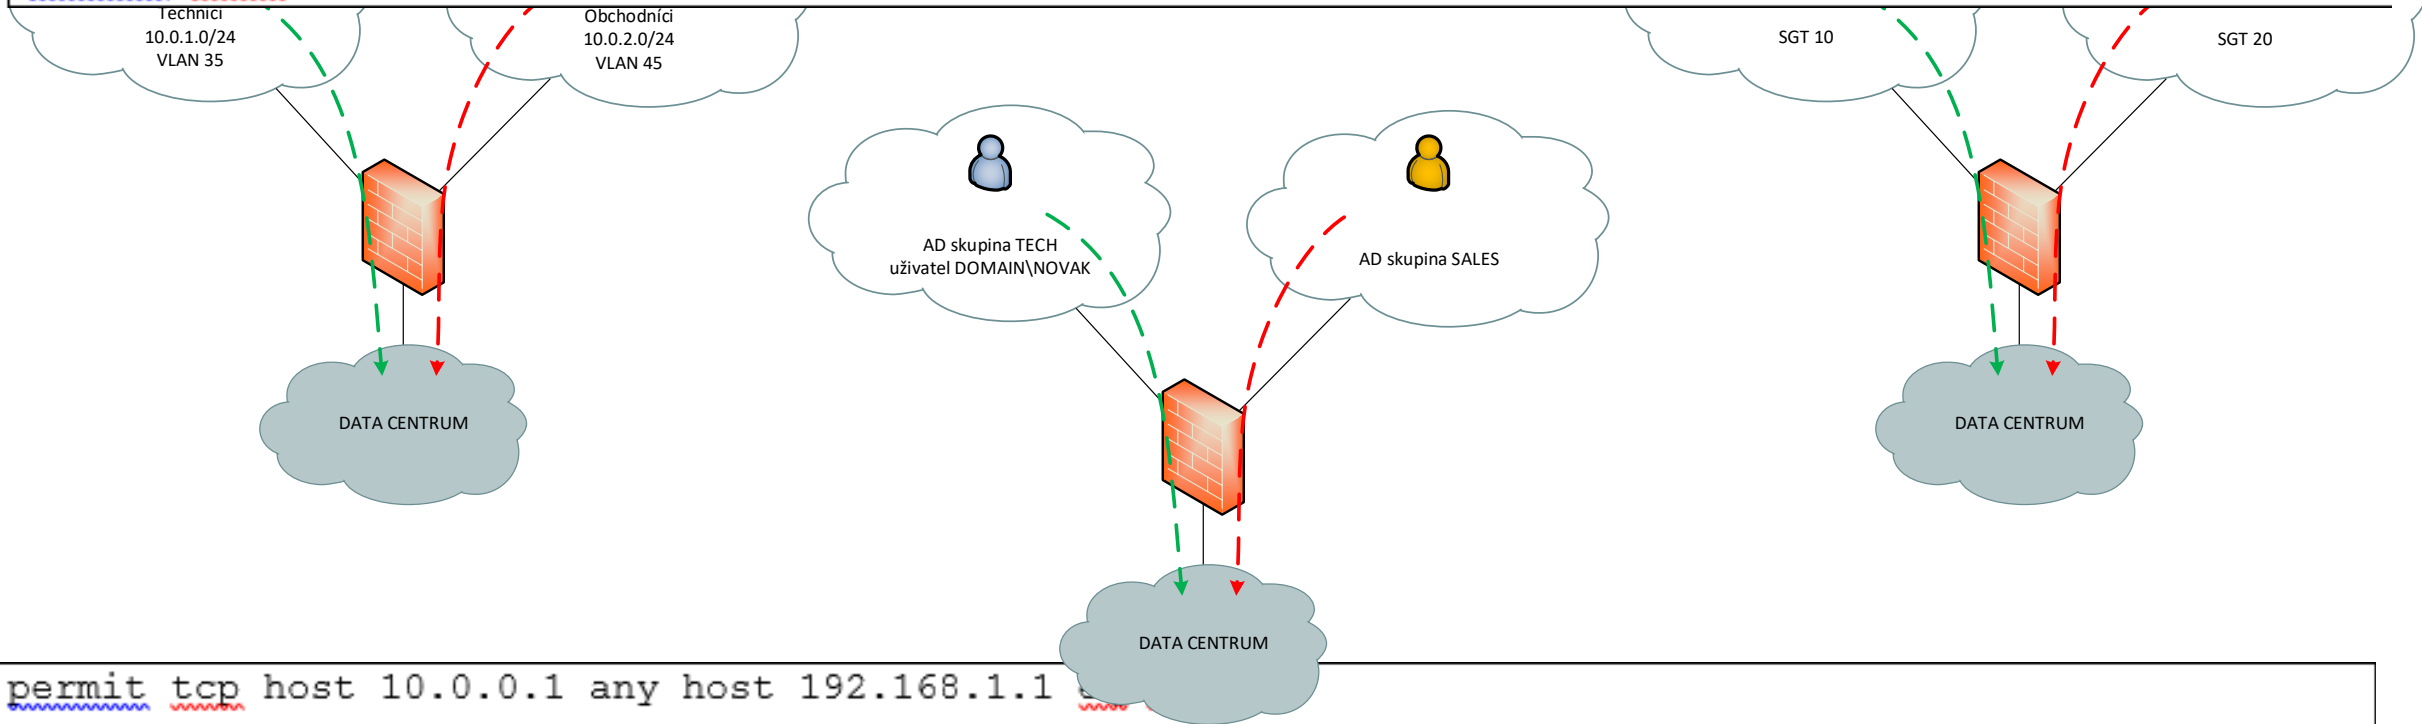 Technici
10.0.1.0/24
VLAN 35
Obchodníci
10.0.2.0/24
VLAN 45
SGT 10
SGT 20
AD skupina TECH
uživatel DOMAIN\NOVAK
AD skupina SALES
DATA CENTRUM
DATA CENTRUM
DATA CENTRUM
permit tcp host 10.0.0.1 any host 192.168.1.1